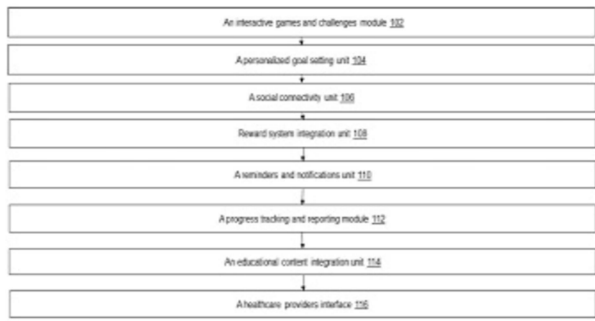 An interactive games and challenges module 102
A personalized goal setting unit 104
A social connectivity unit 106
Reward system integration unit 108
A reminders and notifications unit 110
A progress tracking and reporting module 112
An educational content integration unit 114
A healthcare providers interface 116